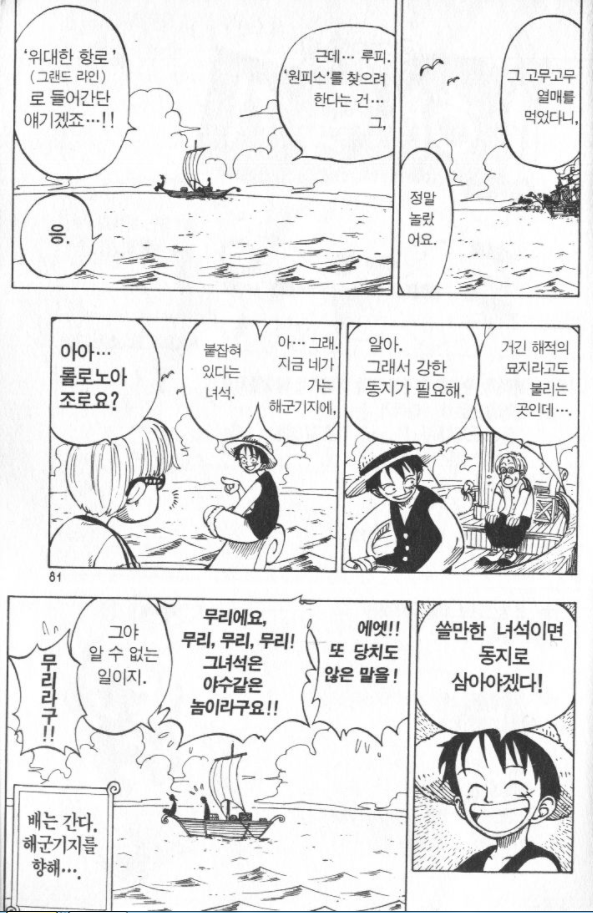 그 고무고무
열매를
먹었다니,
정말
놀랐
어요.
근데… 루피.
'원피스'를 찾으려
한다는 건…
그,
'위대한 항로'
(그랜드 라인)
로 들어간단
얘기겠죠…!!
응.
거긴 해적의
묘지라고도
불리는
곳인데….
알아.
그래서 강한
동지가 필요해.
아… 그래.
지금 네가
가는
해군기지에,
붙잡혀
있다는
녀석.
아아…
롤로노아
조로요?
61
쓸만한 녀석이면
동지로
삼아야겠다!
에엣!!
또 당치도
않은 말을!
무리에요,
무리, 무리, 무리!
그녀석은
야수같은
놈이라구요!!
그야
알 수 없는
일이지.
무리라구!!
배는 간다.
해군기지를
향해….